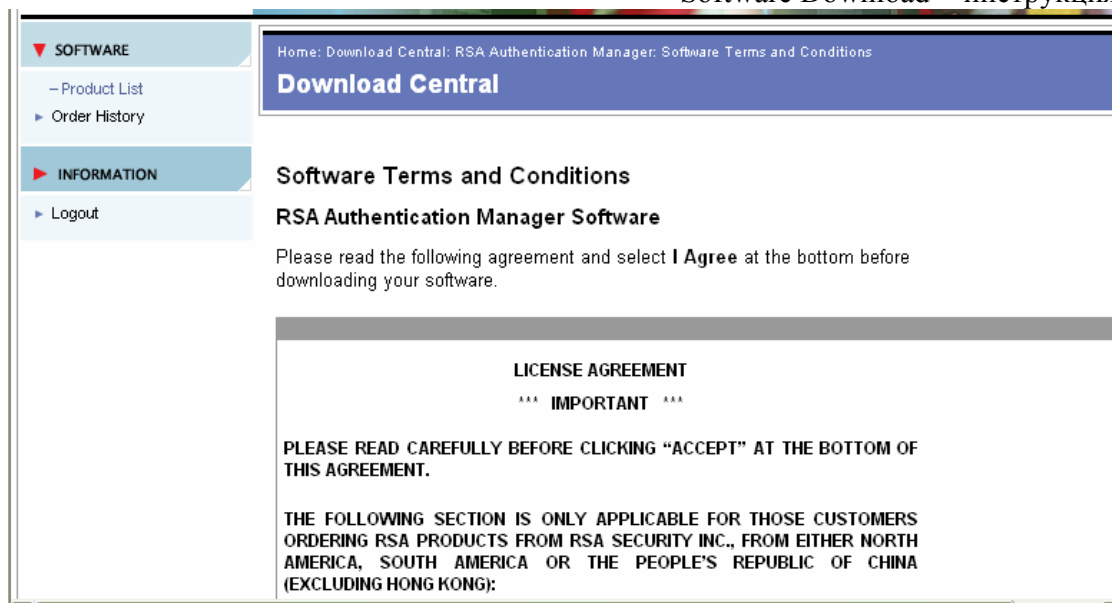 Software Download – инструкция
SOFTWARE
– Product List
Order History
INFORMATION
Logout
Home: Download Central: RSA Authentication Manager: Software Terms and Conditions
Download Central
Software Terms and Conditions
RSA Authentication Manager Software
Please read the following agreement and select I Agree at the bottom before
downloading your software.
LICENSE AGREEMENT
*** IMPORTANT ***
PLEASE READ CAREFULLY BEFORE CLICKING “ACCEPT” AT THE BOTTOM OF
THIS AGREEMENT.
THE FOLLOWING SECTION IS ONLY APPLICABLE FOR THOSE CUSTOMERS
ORDERING RSA PRODUCTS FROM RSA SECURITY INC., FROM EITHER NORTH
AMERICA, SOUTH AMERICA OR THE PEOPLE'S REPUBLIC OF CHINA
(EXCLUDING HONG KONG):